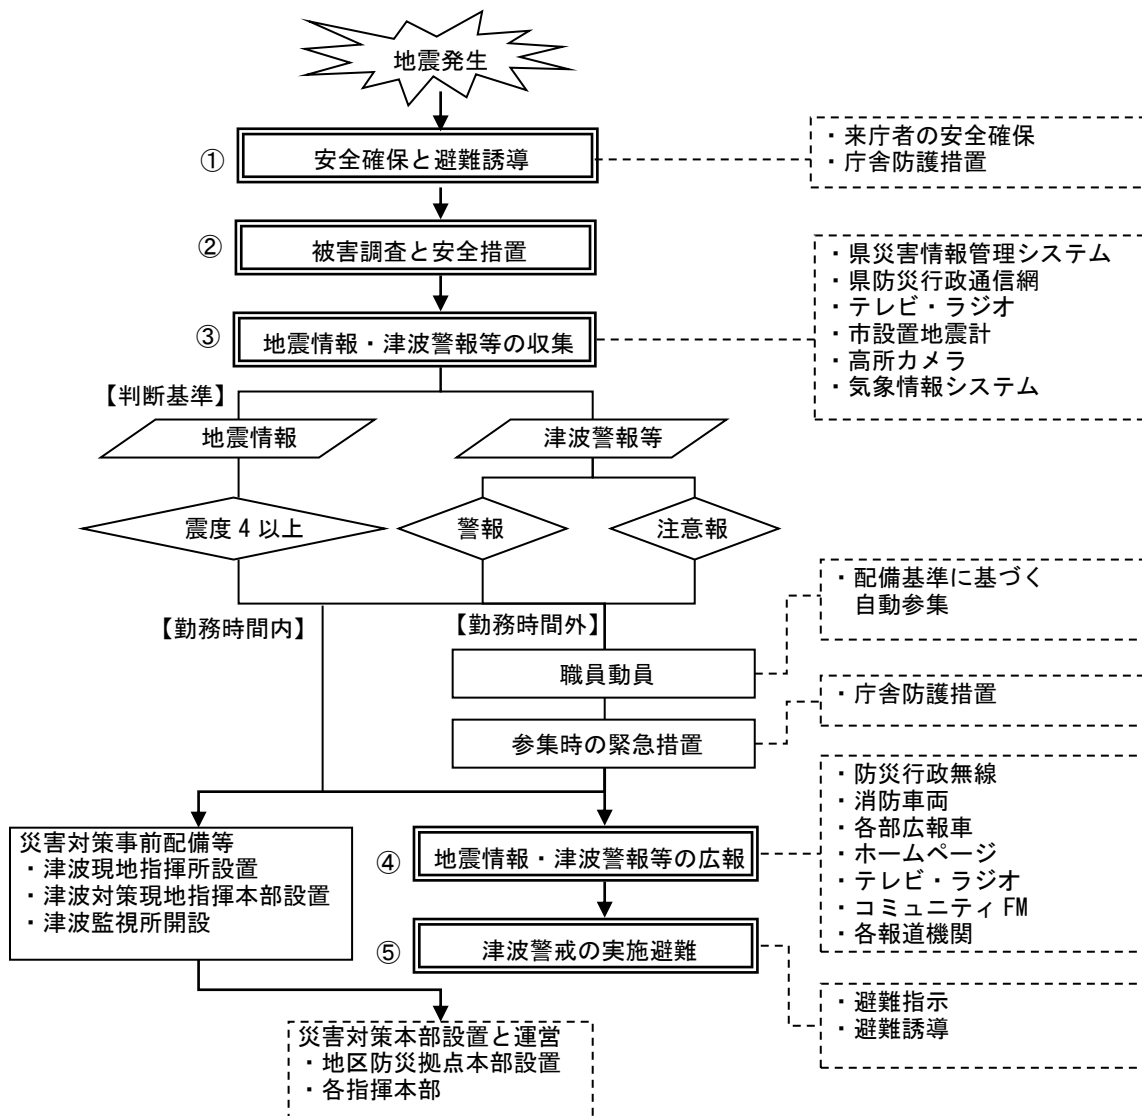 地震発生
① 安全確保と避難誘導
・来庁者の安全確保
・庁舎防護措置
② 被害調査と安全措置
③ 地震情報・津波警報等の収集
・県災害情報管理システム
・県防災行政通信網
・テレビ・ラジオ
・市設置地震計
・高所カメラ
・気象情報システム
【判断基準】
地震情報
津波警報等
震度4以上
警報
注意報
【勤務時間内】
【勤務時間外】
職員動員
・配備基準に基づく
自動参集
参集時の緊急措置
・庁舎防護措置
災害対策事前配備等
・津波現地指揮所設置
・津波対策現地指揮本部設置
・津波監視所開設
④ 地震情報・津波警報等の広報
・防災行政無線
・消防車両
・各部広報車
・ホームページ
・テレビ・ラジオ
・コミュニティFM
・各報道機関
⑤ 津波警戒の実施避難
・避難指示
・避難誘導
災害対策本部設置と運営
・地区防災拠点本部設置
・各指揮本部